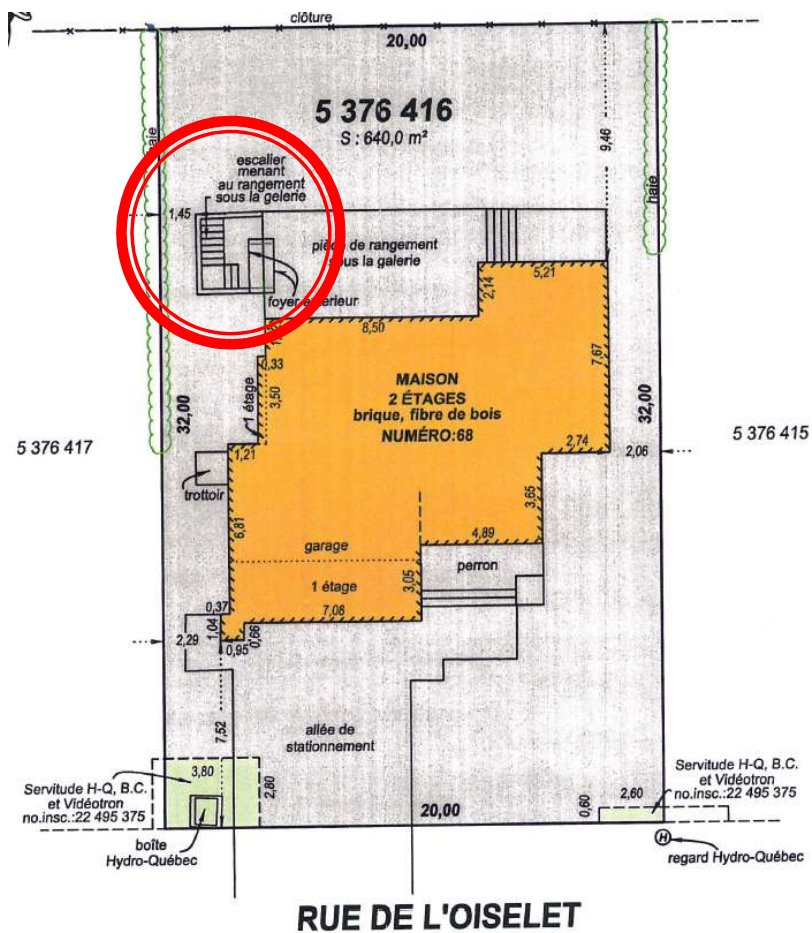 clôture
20,00
5 376 416
S : 640,0 m²
haie
9,46
haie
escalier
menant
au rangement
sous la gelerie
1,45
pièce de rangement
sous la galerie
foyer extérieur
5,21
2,14
8,50
7,67
0,33
1 étage
3,50
MAISON
2 ÉTAGES
brique, fibre de bois
NUMÉRO:68
32,00
32,00
5 376 417
5 376 415
1,21
2,74
2,06
trottoir
3,65
6,81
4,89
garage
perron
1 étage
3,05
7,08
0,37
1,04
0,66
0,95
2,29
7,52
allée de
stationnement
Servitude H-Q, B.C.
et Vidéotron
no.insc.:22 495 375
3,80
2,80
Servitude H-Q, B.C.
et Vidéotron
no.insc.:22 495 375
2,60
0,60
20,00
boîte
Hydro-Québec
H
regard Hydro-Québec
RUE DE L'OISELET